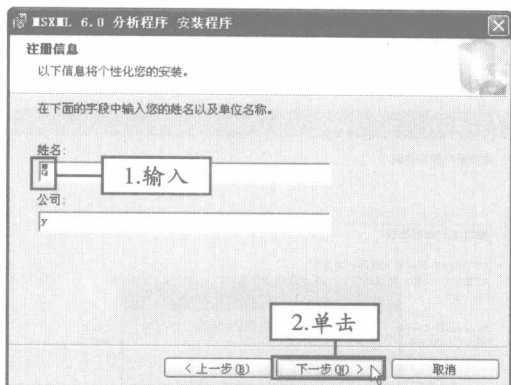 MSXML 6.0 分析程序 安装程序
注册信息
以下信息将个性化您的安装。
在下面的字段中输入您的姓名以及单位名称。
姓名:
1.输入
公司:
y
2.单击
< 上一步(B)
下一步(N) >
取消